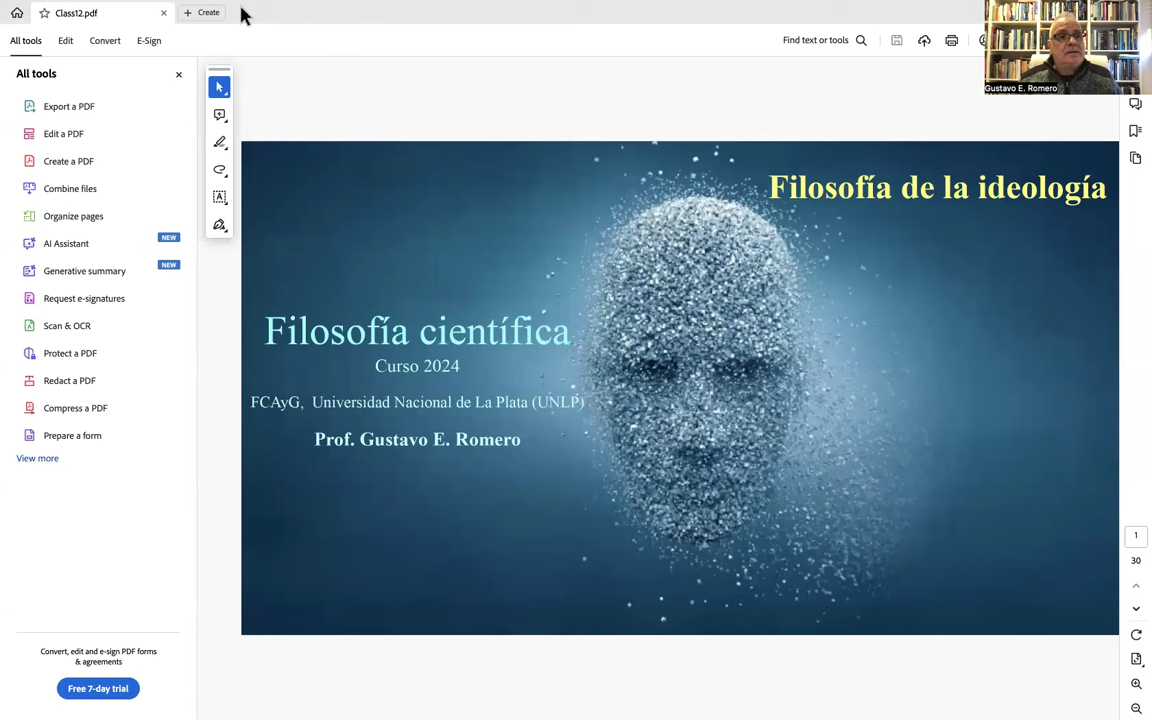 Class12.pdf
Create
All tools
Edit
Convert
E-Sign
Find text or tools
Gustavo E. Romero
All tools
Export a PDF
Edit a PDF
Create a PDF
Combine files
Organize pages
AI Assistant
NEW
Generative summary
NEW
Request e-signatures
Scan & OCR
Protect a PDF
Redact a PDF
Compress a PDF
Prepare a form
View more
Convert, edit and e-sign PDF forms
& agreements
Free 7-day trial
Filosofía de la ideología
Filosofía científica
Curso 2024
FCAyG, Universidad Nacional de La Plata (UNLP)
Prof. Gustavo E. Romero
1
30